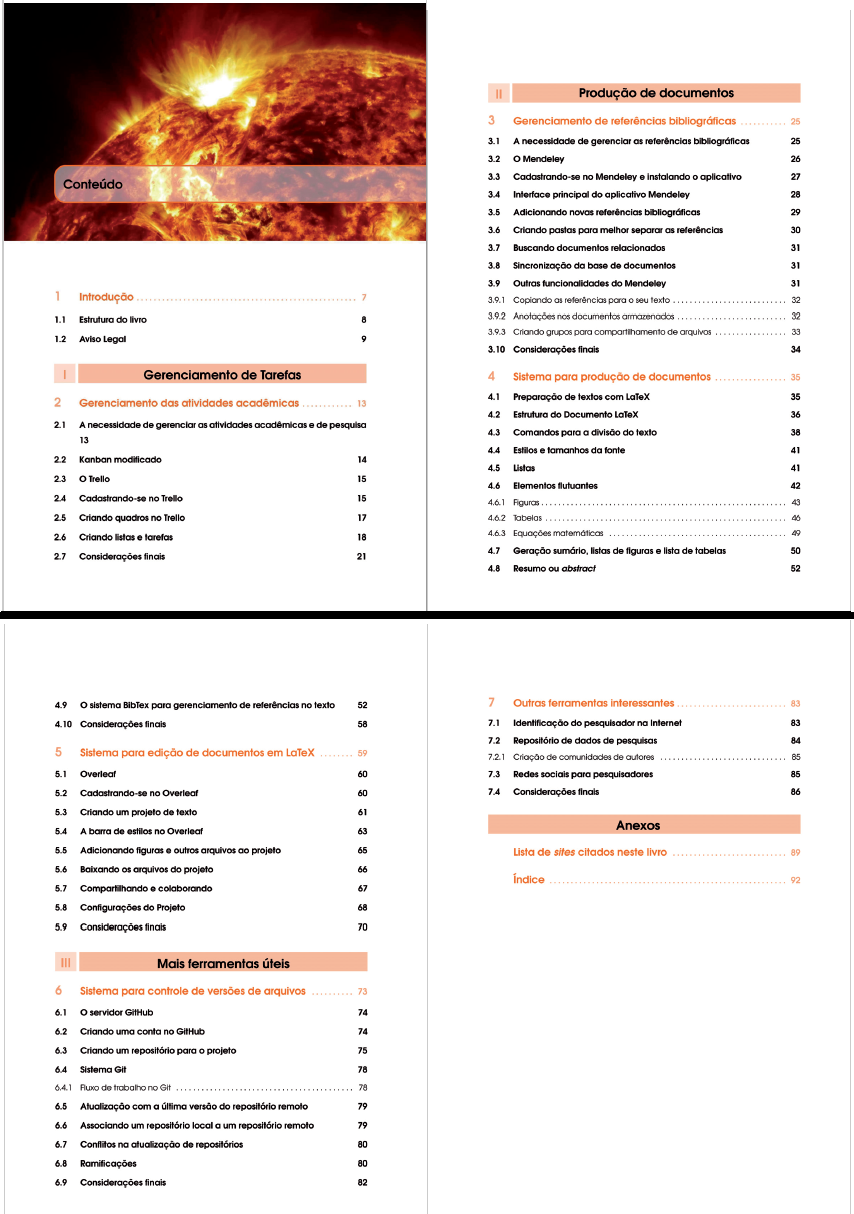 Conteúdo
1 Introdução 7
1.1 Estrutura do livro 8
1.2 Aviso Legal 9
I Gerenciamento de Tarefas
2 Gerenciamento das atividades acadêmicas 13
2.1 A necessidade de gerenciar as atividades acadêmicas e de pesquisa
13
2.2 Kanban modificado 14
2.3 O Trello 15
2.4 Cadastrando-se no Trello 15
2.5 Criando quadros no Trello 17
2.6 Criando listas e tarefas 18
2.7 Considerações finais 21
II Produção de documentos
3 Gerenciamento de referências bibliográficas 25
3.1 A necessidade de gerenciar as referências bibliográficas 25
3.2 O Mendeley 26
3.3 Cadastrando-se no Mendeley e instalando o aplicativo 27
3.4 Interface principal do aplicativo Mendeley 28
3.5 Adicionando novas referências bibliográficas 29
3.6 Criando pastas para melhor separar as referências 30
3.7 Buscando documentos relacionados 31
3.8 Sincronização da base de documentos 31
3.9 Outras funcionalidades do Mendeley 31
3.9.1 Copiando as referências para o seu texto 32
3.9.2 Anotações nos documentos armazenados 32
3.9.3 Criando grupos para compartilhamento de arquivos 33
3.10 Considerações finais 34
4 Sistema para produção de documentos 35
4.1 Preparação de textos com LaTeX 35
4.2 Estrutura do Documento LaTeX 36
4.3 Comandos para a divisão do texto 38
4.4 Estilos e tamanhos da fonte 41
4.5 Listas 41
4.6 Elementos flutuantes 42
4.6.1 Figuras 43
4.6.2 Tabelas 46
4.6.3 Equações matemáticas 49
4.7 Geração sumário, listas de figuras e lista de tabelas 50
4.8 Resumo ou abstract 52
4.9 O sistema BibTex para gerenciamento de referências no texto 52
4.10 Considerações finais 58
5 Sistema para edição de documentos em LaTeX 59
5.1 Overleaf 60
5.2 Cadastrando-se no Overleaf 60
5.3 Criando um projeto de texto 61
5.4 A barra de estilos no Overleaf 63
5.5 Adicionando figuras e outros arquivos ao projeto 65
5.6 Baixando os arquivos do projeto 66
5.7 Compartilhando e colaborando 67
5.8 Configurações do Projeto 68
5.9 Considerações finais 70
III Mais ferramentas úteis
6 Sistema para controle de versões de arquivos 73
6.1 O servidor GitHub 74
6.2 Criando uma conta no GitHub 74
6.3 Criando um repositório para o projeto 75
6.4 Sistema Git 78
6.4.1 Fluxo de trabalho no Git 78
6.5 Atualização com a última versão do repositório remoto 79
6.6 Associando um repositório local a um repositório remoto 79
6.7 Conflitos na atualização de repositórios 80
6.8 Ramificações 80
6.9 Considerações finais 82
7 Outras ferramentas interessantes 83
7.1 Identificação do pesquisador na Internet 83
7.2 Repositório de dados de pesquisas 84
7.2.1 Criação de comunidades de autores 85
7.3 Redes sociais para pesquisadores 85
7.4 Considerações finais 86
Anexos
Lista de sites citados neste livro 89
Índice 92